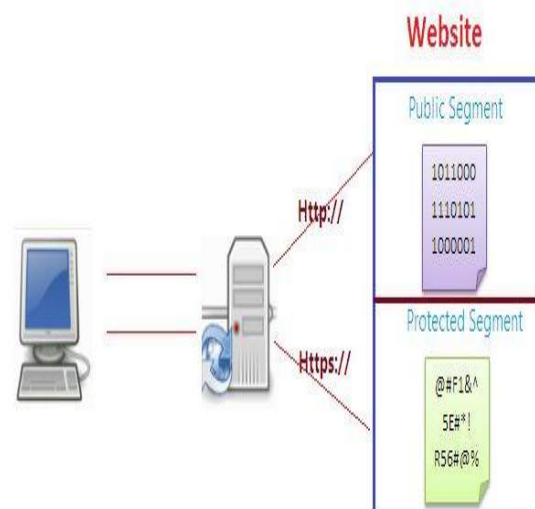 Website
Public Segment
1011000
1110101
1000001
Http://
Protected Segment
Https://
@#F1&^
5E#*!
R56#@%